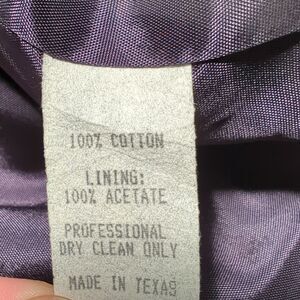 100% COTTON
LINING:
100% ACETATE
PROFESSIONAL
DRY CLEAN ONLY
MADE IN TEXAS